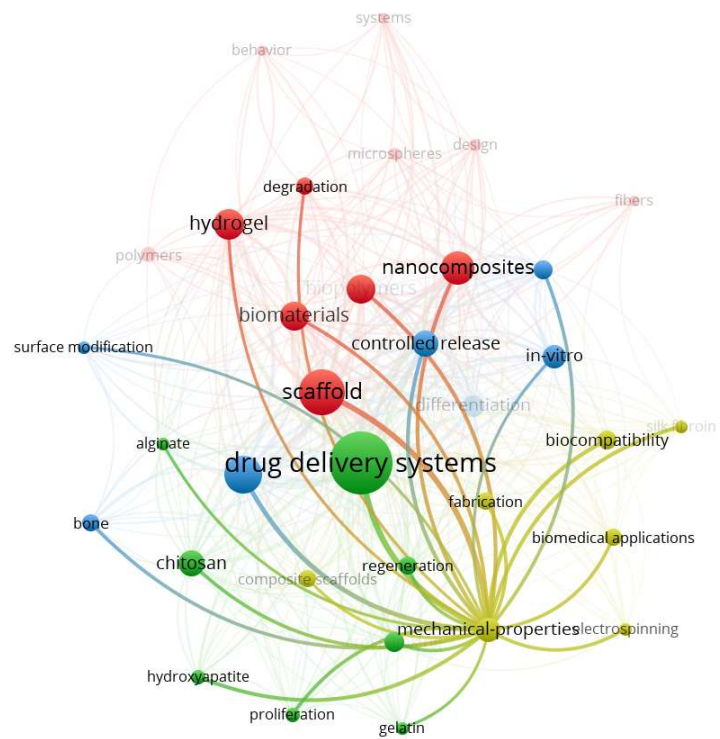 systems
behavior
design
microspheres
degradation
fibers
hydrogel
polymers
nanocomposites
biopolymers
biomaterials
controlled release
surface modification
in-vitro
scaffold
differentiation
silk fibroin
alginate
biocompatibility
drug delivery systems
fabrication
bone
biomedical applications
chitosan
regeneration
composite scaffolds
mechanical-properties
electrospinning
hydroxyapatite
proliferation
gelatin